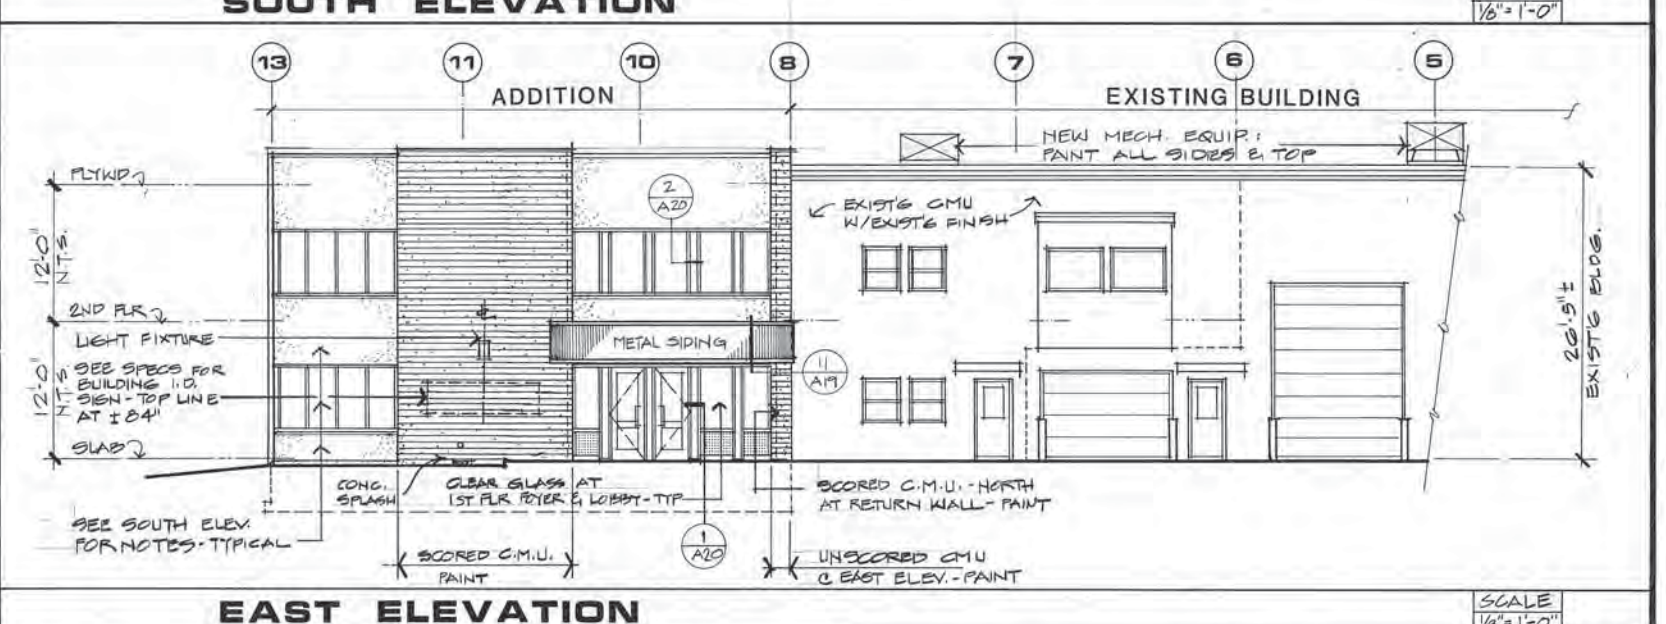 SOUTH ELEVATION
1/8" = 1'-0"
13
11
10
8
7
6
5
ADDITION
EXISTING BUILDING
NEW MECH. EQUIP:
PAINT ALL SIDES & TOP
PLYWD
2
A20
EXIST'G CMU
W/EXIST'G FINISH
12'-0"
N.T.S.
2ND FLR
LIGHT FIXTURE
METAL SIDING
26'-5"±
EXIST'G BLDG.
SEE SPECS FOR
BUILDING I.D.
SIGN - TOP LINE
AT ±84"
11
A19
12'-0"
N.T.S.
SLAB
CONC.
SPLASH
CLEAR GLASS AT
1ST FLR FOYER & LOBBY - TYP
SCORED C.M.U. - NORTH
AT RETURN WALL - PAINT
SEE SOUTH ELEV.
FOR NOTES - TYPICAL
1
A20
SCORED C.M.U.
PAINT
UNSCORED CMU
@ EAST ELEV. - PAINT
EAST ELEVATION
SCALE
1/8" = 1'-0"